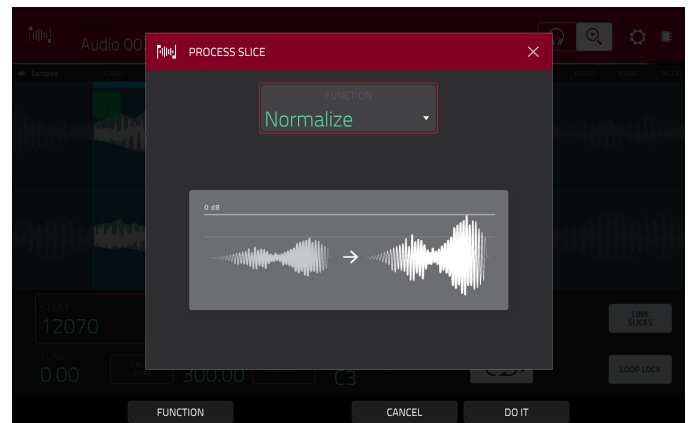 Audio 002
PROCESS SLICE
FUNCTION
Normalize
0 dB
Samples
START
12070
LINK
SLICES
TUNE
0.00
300.00
C3
LOOP LOCK
FUNCTION
CANCEL
DO IT